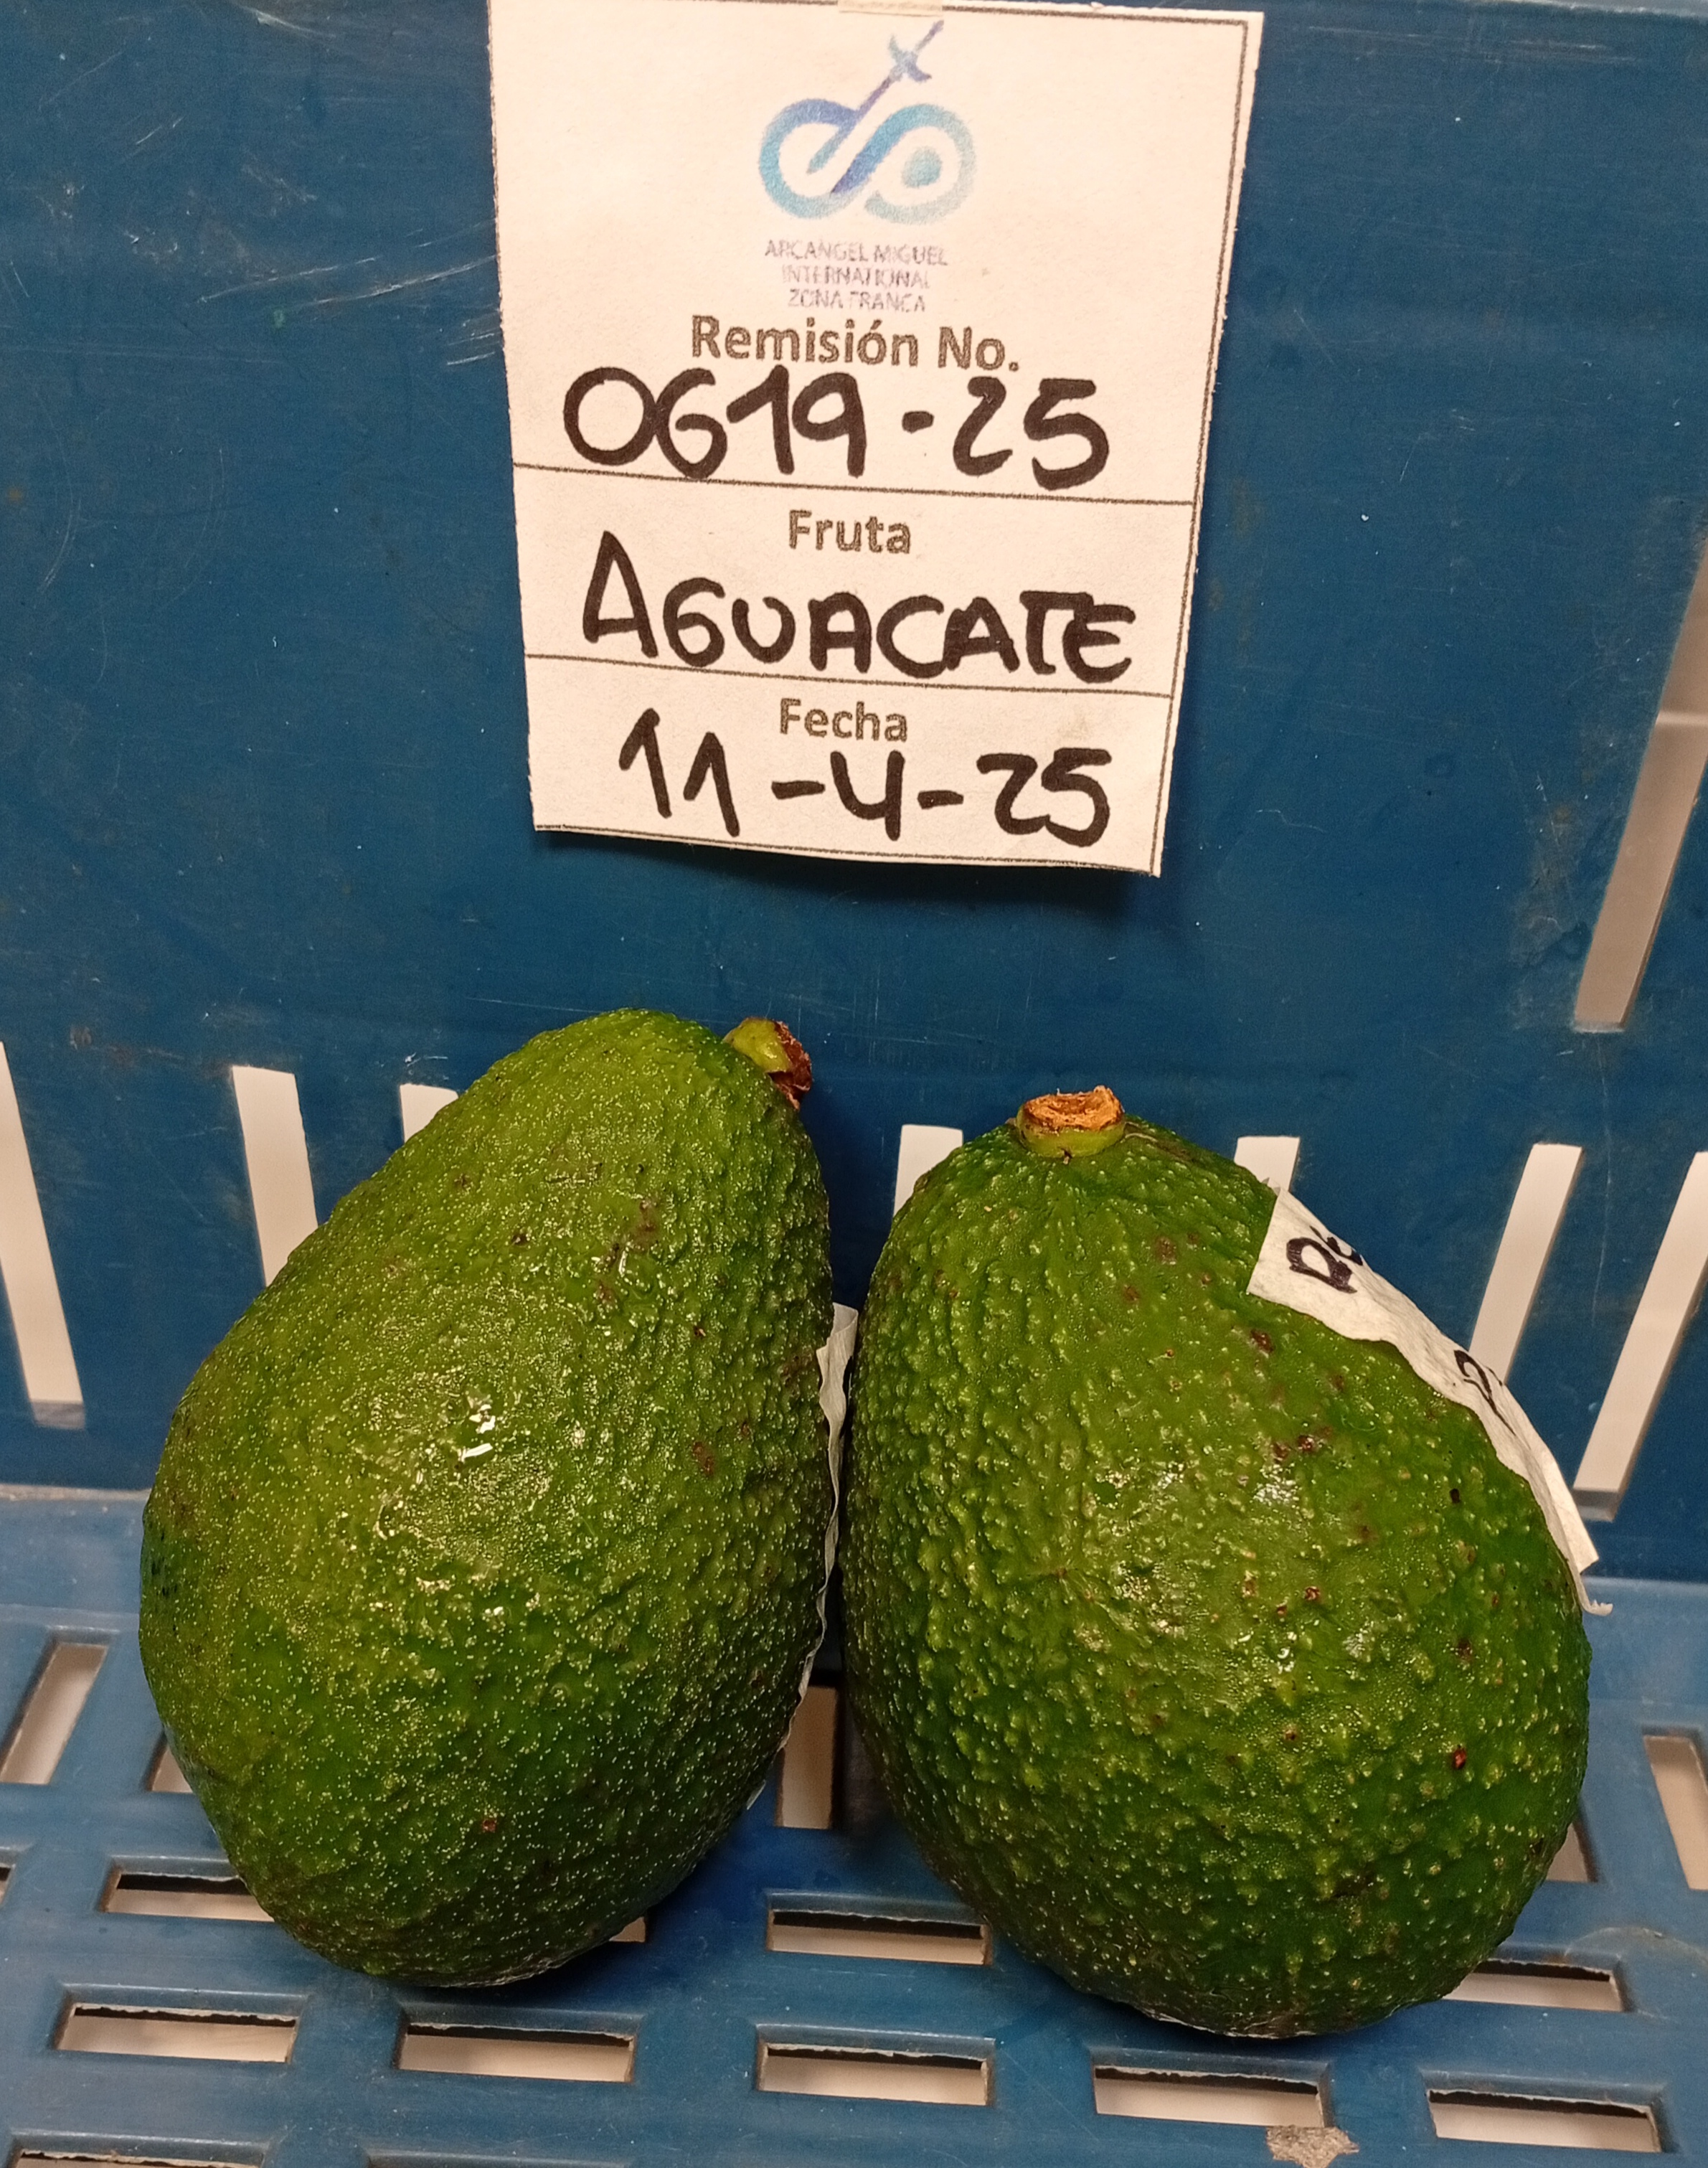 ARCANGEL MIGUEL
INTERNATIONAL
ZONA FRANCA
Remisión No.
0619-25
Fruta
AGUACATE
Fecha
11-4-25